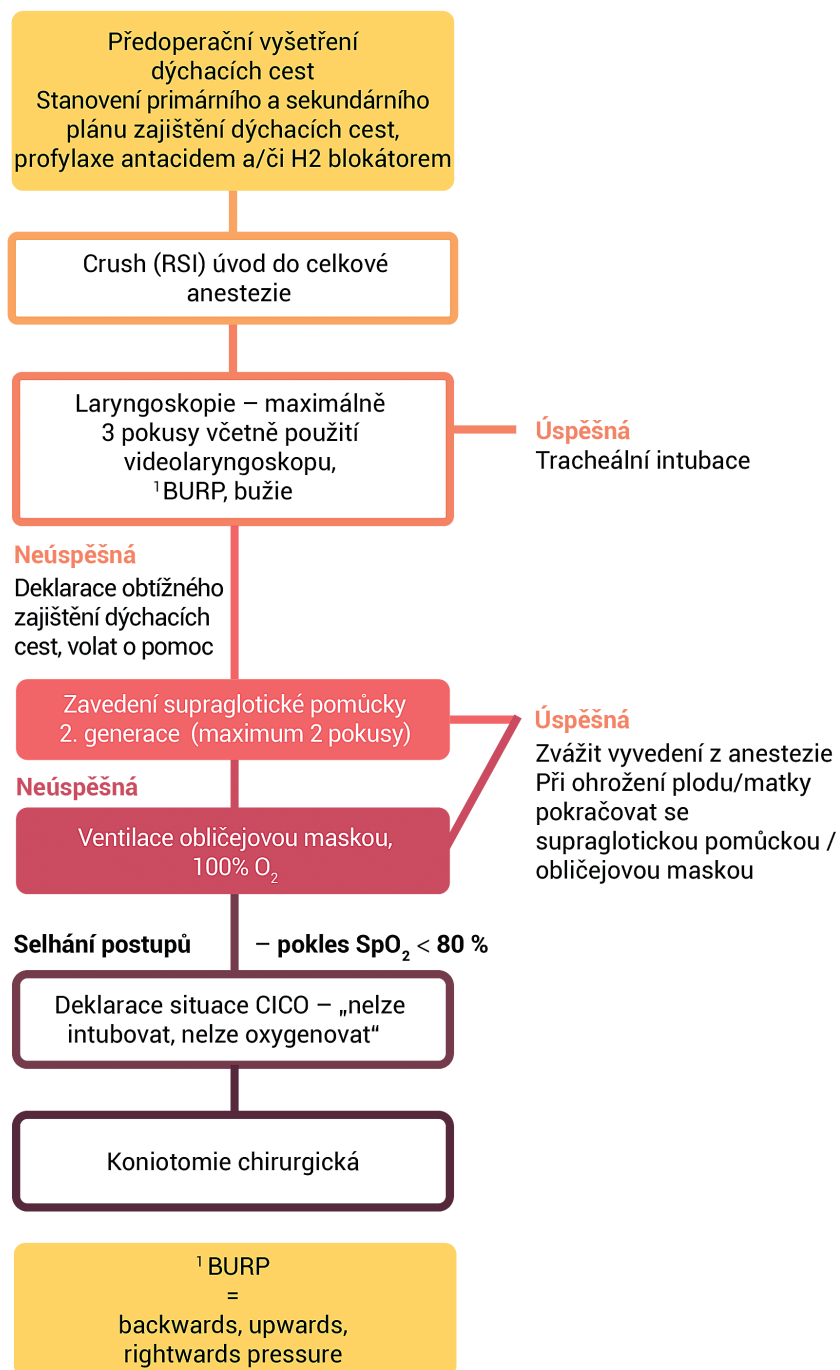 Předoperační vyšetření
dýchacích cest
Stanovení primárního a sekundárního
plánu zajištění dýchacích cest,
profylaxe antacidem a/či H2 blokátorem
Crush (RSI) úvod do celkové
anestezie
Laryngoskopie – maximálně
3 pokusy včetně použití
videolaryngoskopu,
¹BURP, bužie
Úspěšná
Tracheální intubace
Neúspěšná
Deklarace obtížného
zajištění dýchacích
cest, volat o pomoc
Zavedení supraglotické pomůcky
2. generace (maximum 2 pokusy)
Úspěšná
Zvážit vyvedení z anestezie
Při ohrožení plodu/matky
pokračovat se
supraglotickou pomůckou /
obličejovou maskou
Neúspěšná
Ventilace obličejovou maskou,
100% O₂
Selhání postupů – pokles SpO₂ < 80 %
Deklarace situace CICO – „nelze
intubovat, nelze oxygenovat“
Koniotomie chirurgická
¹ BURP
=
backwards, upwards,
rightwards pressure